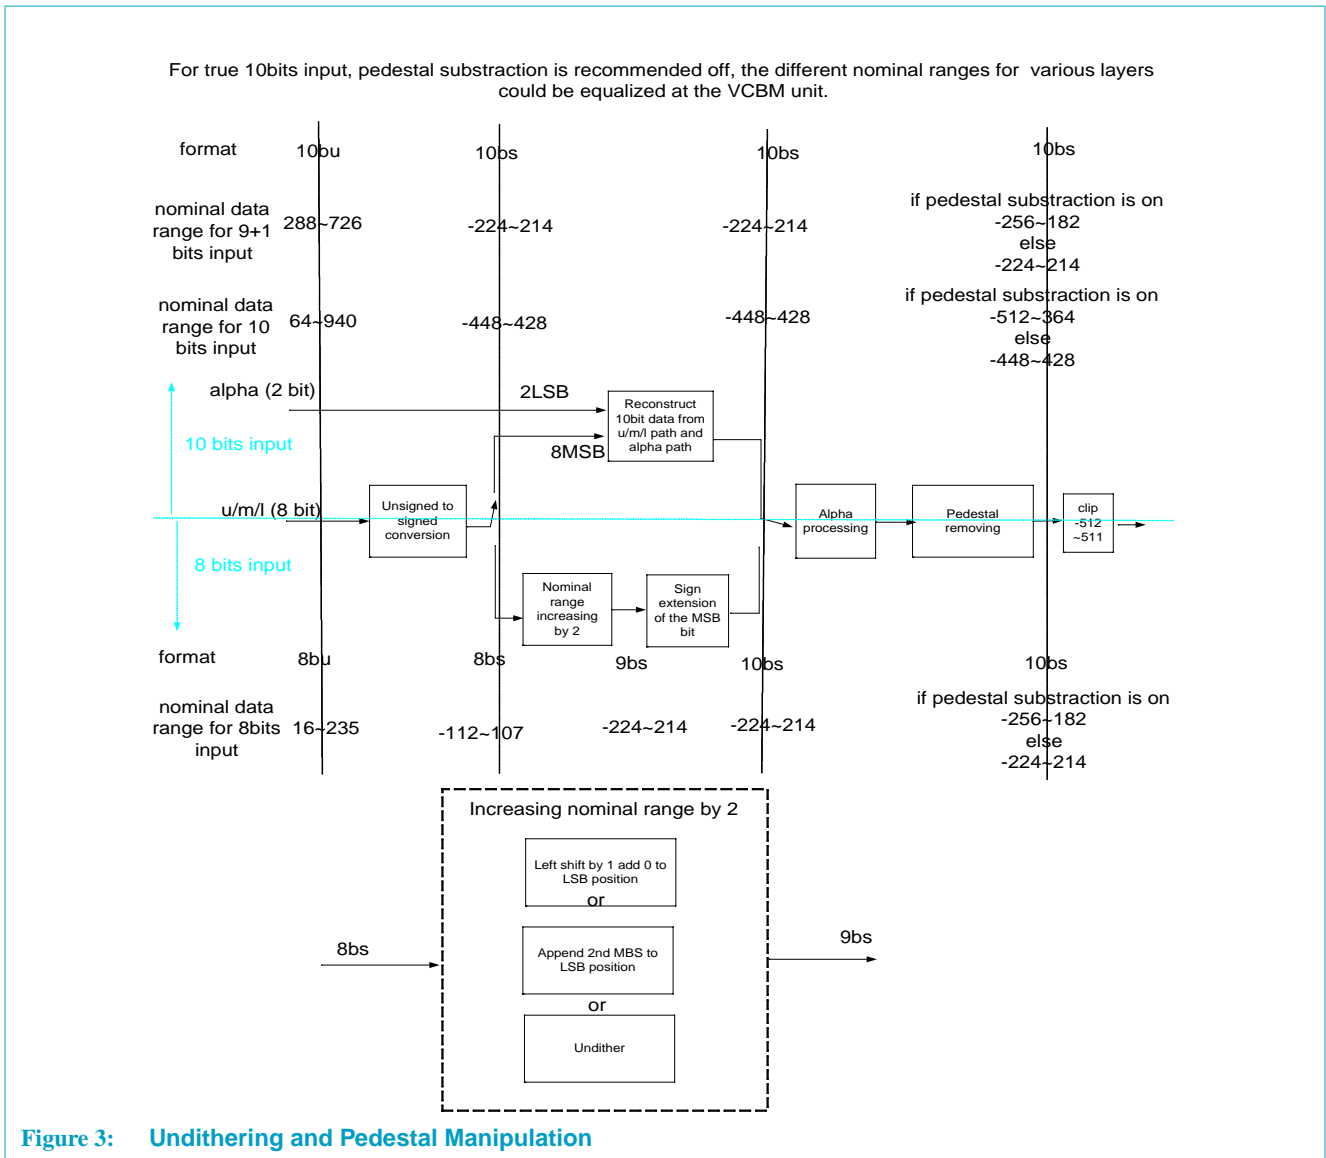 For true 10bits input, pedestal substraction is recommended off, the different nominal ranges for various layers
could be equalized at the VCBM unit.
format
10bu
10bs
10bs
10bs
nominal data
range for 9+1
bits input
288~726
-224~214
-224~214
if pedestal substraction is on
-256~182
else
-224~214
nominal data
range for 10
bits input
64~940
-448~428
-448~428
if pedestal substraction is on
-512~364
else
-448~428
alpha (2 bit)
2LSB
Reconstruct
10bit data from
u/m/l path and
alpha path
10 bits input
8MSB
u/m/l (8 bit)
Unsigned to
signed
conversion
Alpha
processing
Pedestal
removing
clip
-512
~511
8 bits input
Nominal
range
increasing
by 2
Sign
extension
of the MSB
bit
format
8bu
8bs
9bs
10bs
10bs
nominal data
range for 8bits
input
16~235
-112~107
-224~214
-224~214
if pedestal substraction is on
-256~182
else
-224~214
Increasing nominal range by 2
Left shift by 1 add 0 to
LSB position
or
8bs
Append 2nd MBS to
LSB position
9bs
or
Undither
Figure 3: Undithering and Pedestal Manipulation